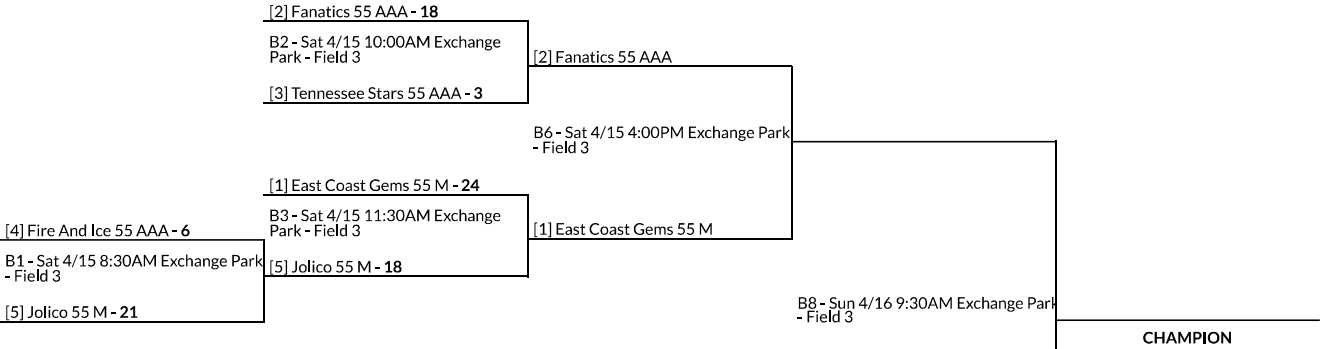 [2] Fanatics 55 AAA - 18
B2 - Sat 4/15 10:00AM Exchange
Park - Field 3
[2] Fanatics 55 AAA
[3] Tennessee Stars 55 AAA - 3
B6 - Sat 4/15 4:00PM Exchange Park
- Field 3
[1] East Coast Gems 55 M - 24
B3 - Sat 4/15 11:30AM Exchange
Park - Field 3
[1] East Coast Gems 55 M
[4] Fire And Ice 55 AAA - 6
B1 - Sat 4/15 8:30AM Exchange Park
- Field 3
[5] Jolico 55 M - 18
[5] Jolico 55 M - 21
B8 - Sun 4/16 9:30AM Exchange Park
- Field 3
CHAMPION